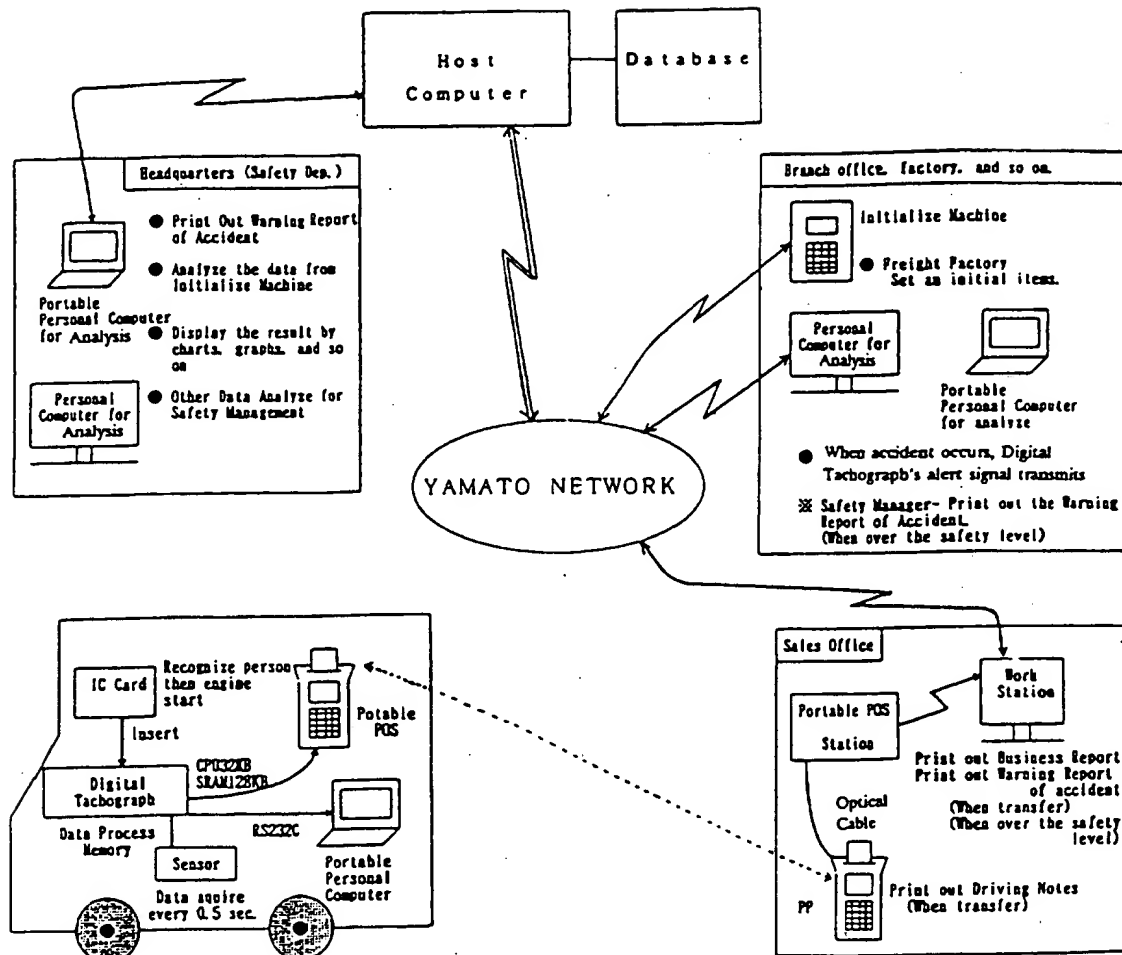 Host
Computer
Database
Headquarters (Safety Dep.)
● Print Out Warning Report
of Accident
● Analyze the data from
Initialize Machine
Portable
Personal Computer
for Analysis
● Display the result by
charts, graphs, and so
on
● Other Data Analyze for
Safety Management
Personal
Computer for
Analysis
Branch office, factory, and so on.
Initialize Machine
● Freight Factory
Set an initial items.
Personal
Computer for
Analysis
Portable
Personal Computer
for analyze
● When accident occurs, Digital
Tachograph's alert signal transmits
※ Safety Manager- Print out the Warning
Report of Accident.
(When over the safety level)
YAMATO NETWORK
IC Card
Recognize person
then engine
start
Insert
Potable
POS
CPU32KB
SRAM128KB
Digital
Tachograph
RS232C
Data Process
Memory
Sensor
Data aquire
every 0.5 sec.
Portable
Personal
Computer
Sales Office
Work
Station
Portable POS
Station
Print out Business Report
Print out Warning Report
of accident
(When transfer)
(When over the safety
level)
Optical
Cable
PP
Print out Driving Notes
(When transfer)